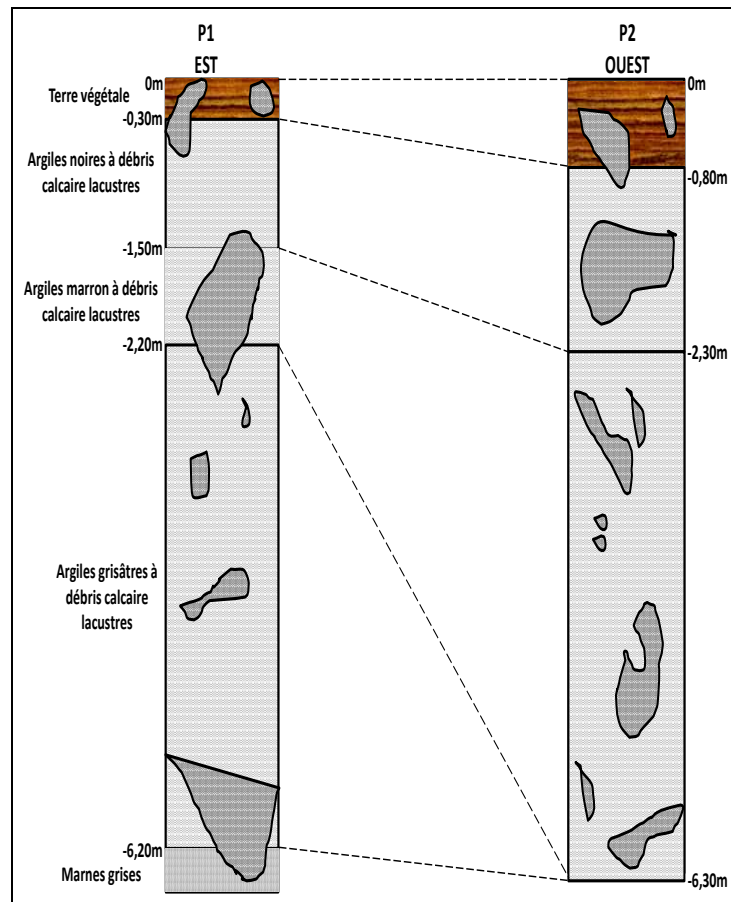 P1
EST
P2
OUEST
0m
0m
Terre végétale
-0,30m
Argiles noires à débris
calcaire lacustres
-0,80m
-1,50m
Argiles marron à débris
calcaire lacustres
-2,20m
-2,30m
Argiles grisâtres à
débris calcaire
lacustres
-6,20m
Marnes grises
-6,30m